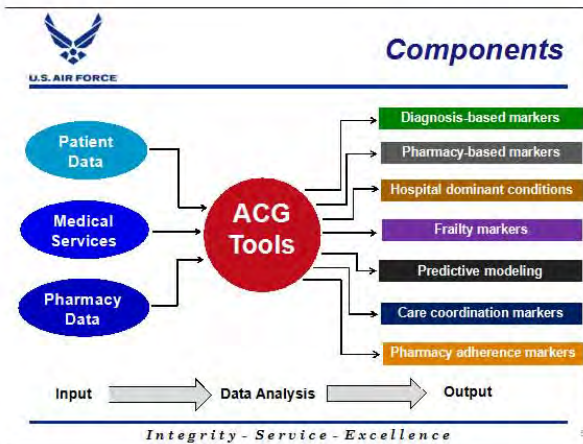 U.S. AIR FORCE
Components
Patient
Data
Medical
Services
Pharmacy
Data
ACG
Tools
Diagnosis-based markers
Pharmacy-based markers
Hospital dominant conditions
Frailty markers
Predictive modeling
Care coordination markers
Pharmacy adherence markers
Input
Data Analysis
Output
Integrity - Service - Excellence